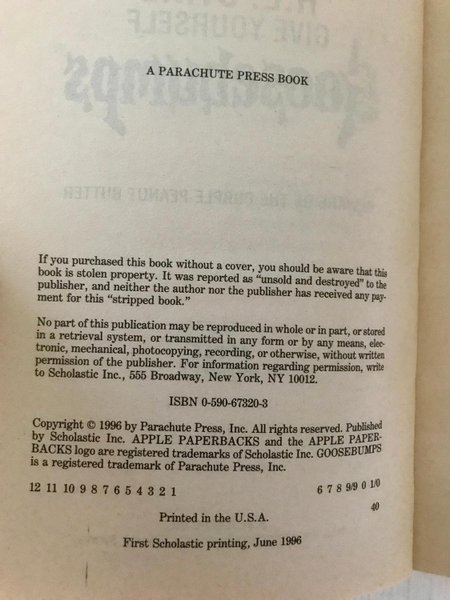 A PARACHUTE PRESS BOOK
If you purchased this book without a cover, you should be aware that this
book is stolen property. It was reported as "unsold and destroyed" to the
publisher, and neither the author nor the publisher has received any pay-
ment for this "stripped book."
No part of this publication may be reproduced in whole or in part, or stored
in a retrieval system, or transmitted in any form or by any means, elec-
tronic, mechanical, photocopying, recording, or otherwise, without written
permission of the publisher. For information regarding permission, write
to Scholastic Inc., 555 Broadway, New York, NY 10012.
ISBN 0-590-67320-3
Copyright © 1996 by Parachute Press, Inc. All rights reserved. Published
by Scholastic Inc. APPLE PAPERBACKS and the APPLE PAPER-
BACKS logo are registered trademarks of Scholastic Inc. GOOSEBUMPS
is a registered trademark of Parachute Press, Inc.
12 11 10 9 8 7 6 5 4 3 2 1 6 7 8 9/9 0 1/0
40
Printed in the U.S.A.
First Scholastic printing, June 1996